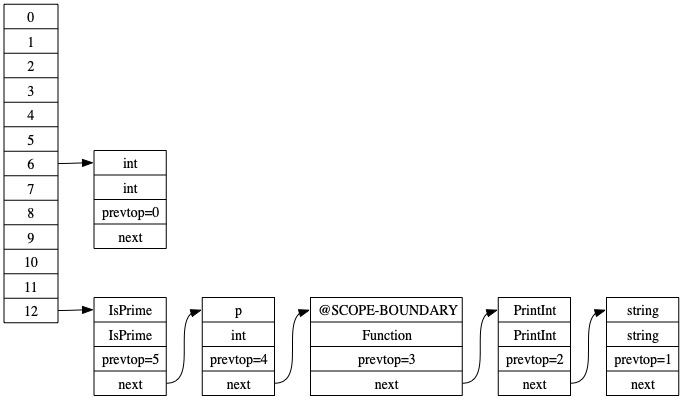 0
1
2
3
4
5
6
7
8
9
10
11
12
int
int
prevtop=0
next
IsPrime
IsPrime
prevtop=5
next
p
int
prevtop=4
next
@SCOPE-BOUNDARY
Function
prevtop=3
next
PrintInt
PrintInt
prevtop=2
next
string
string
prevtop=1
next